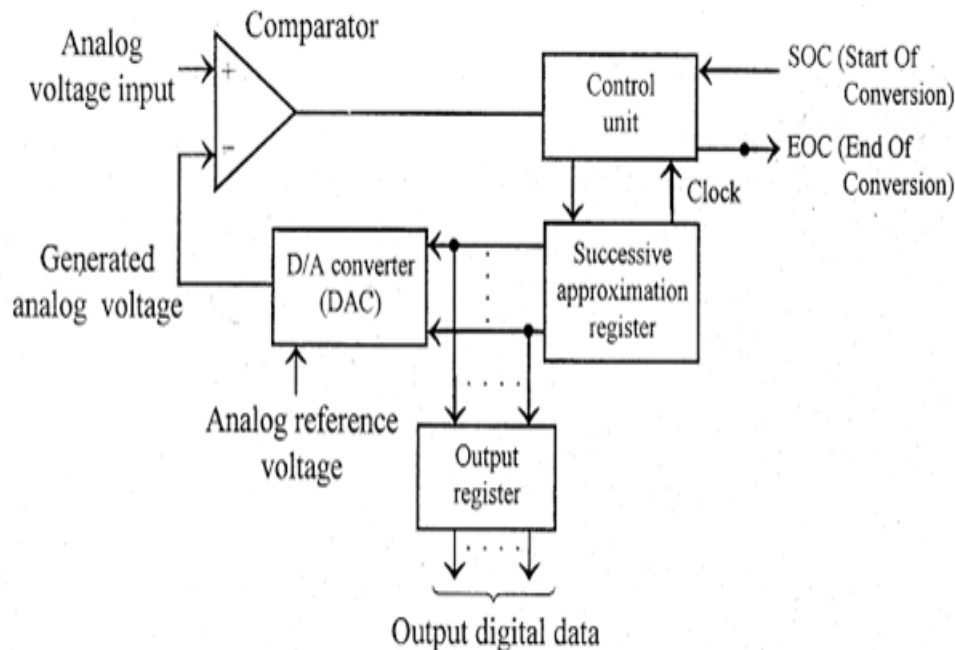 Comparator
Analog
voltage input
+
−
Control
unit
SOC (Start Of
Conversion)
EOC (End Of
Conversion)
Clock
Generated
analog voltage
D/A converter
(DAC)
Successive
approximation
register
Analog reference
voltage
Output
register
Output digital data